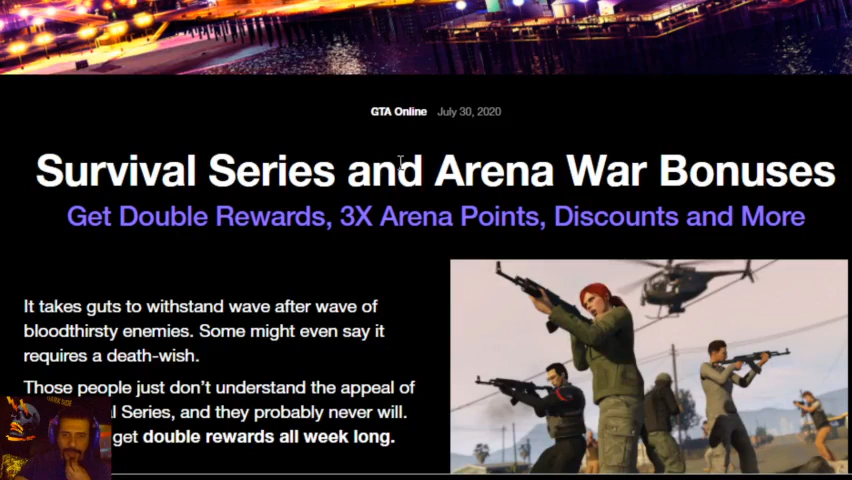 GTA Online July 30, 2020
Survival Series and Arena War Bonuses
Get Double Rewards, 3X Arena Points, Discounts and More
It takes guts to withstand wave after wave of
bloodthirsty enemies. Some might even say it
requires a death-wish.
Those people just don’t understand the appeal of
Series, and they probably never will.
get double rewards all week long.